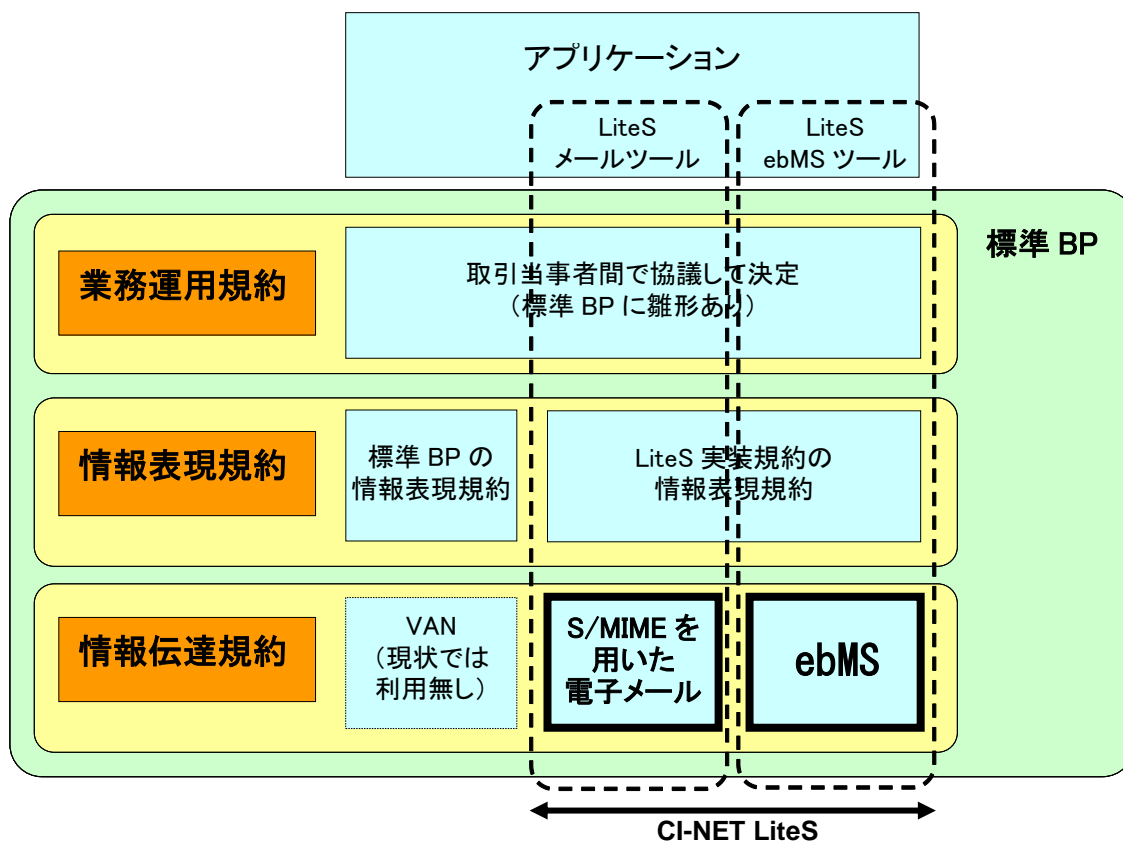 アプリケーション
LiteS
メールツール
LiteS
ebMS ツール
標準 BP
業務運用規約
取引当事者間で協議して決定
（標準 BP に雛形あり）
情報表現規約
標準 BP の
情報表現規約
LiteS 実装規約の
情報表現規約
情報伝達規約
VAN
（現状では
利用無し）
S/MIME を
用いた
電子メール
ebMS
CI-NET LiteS